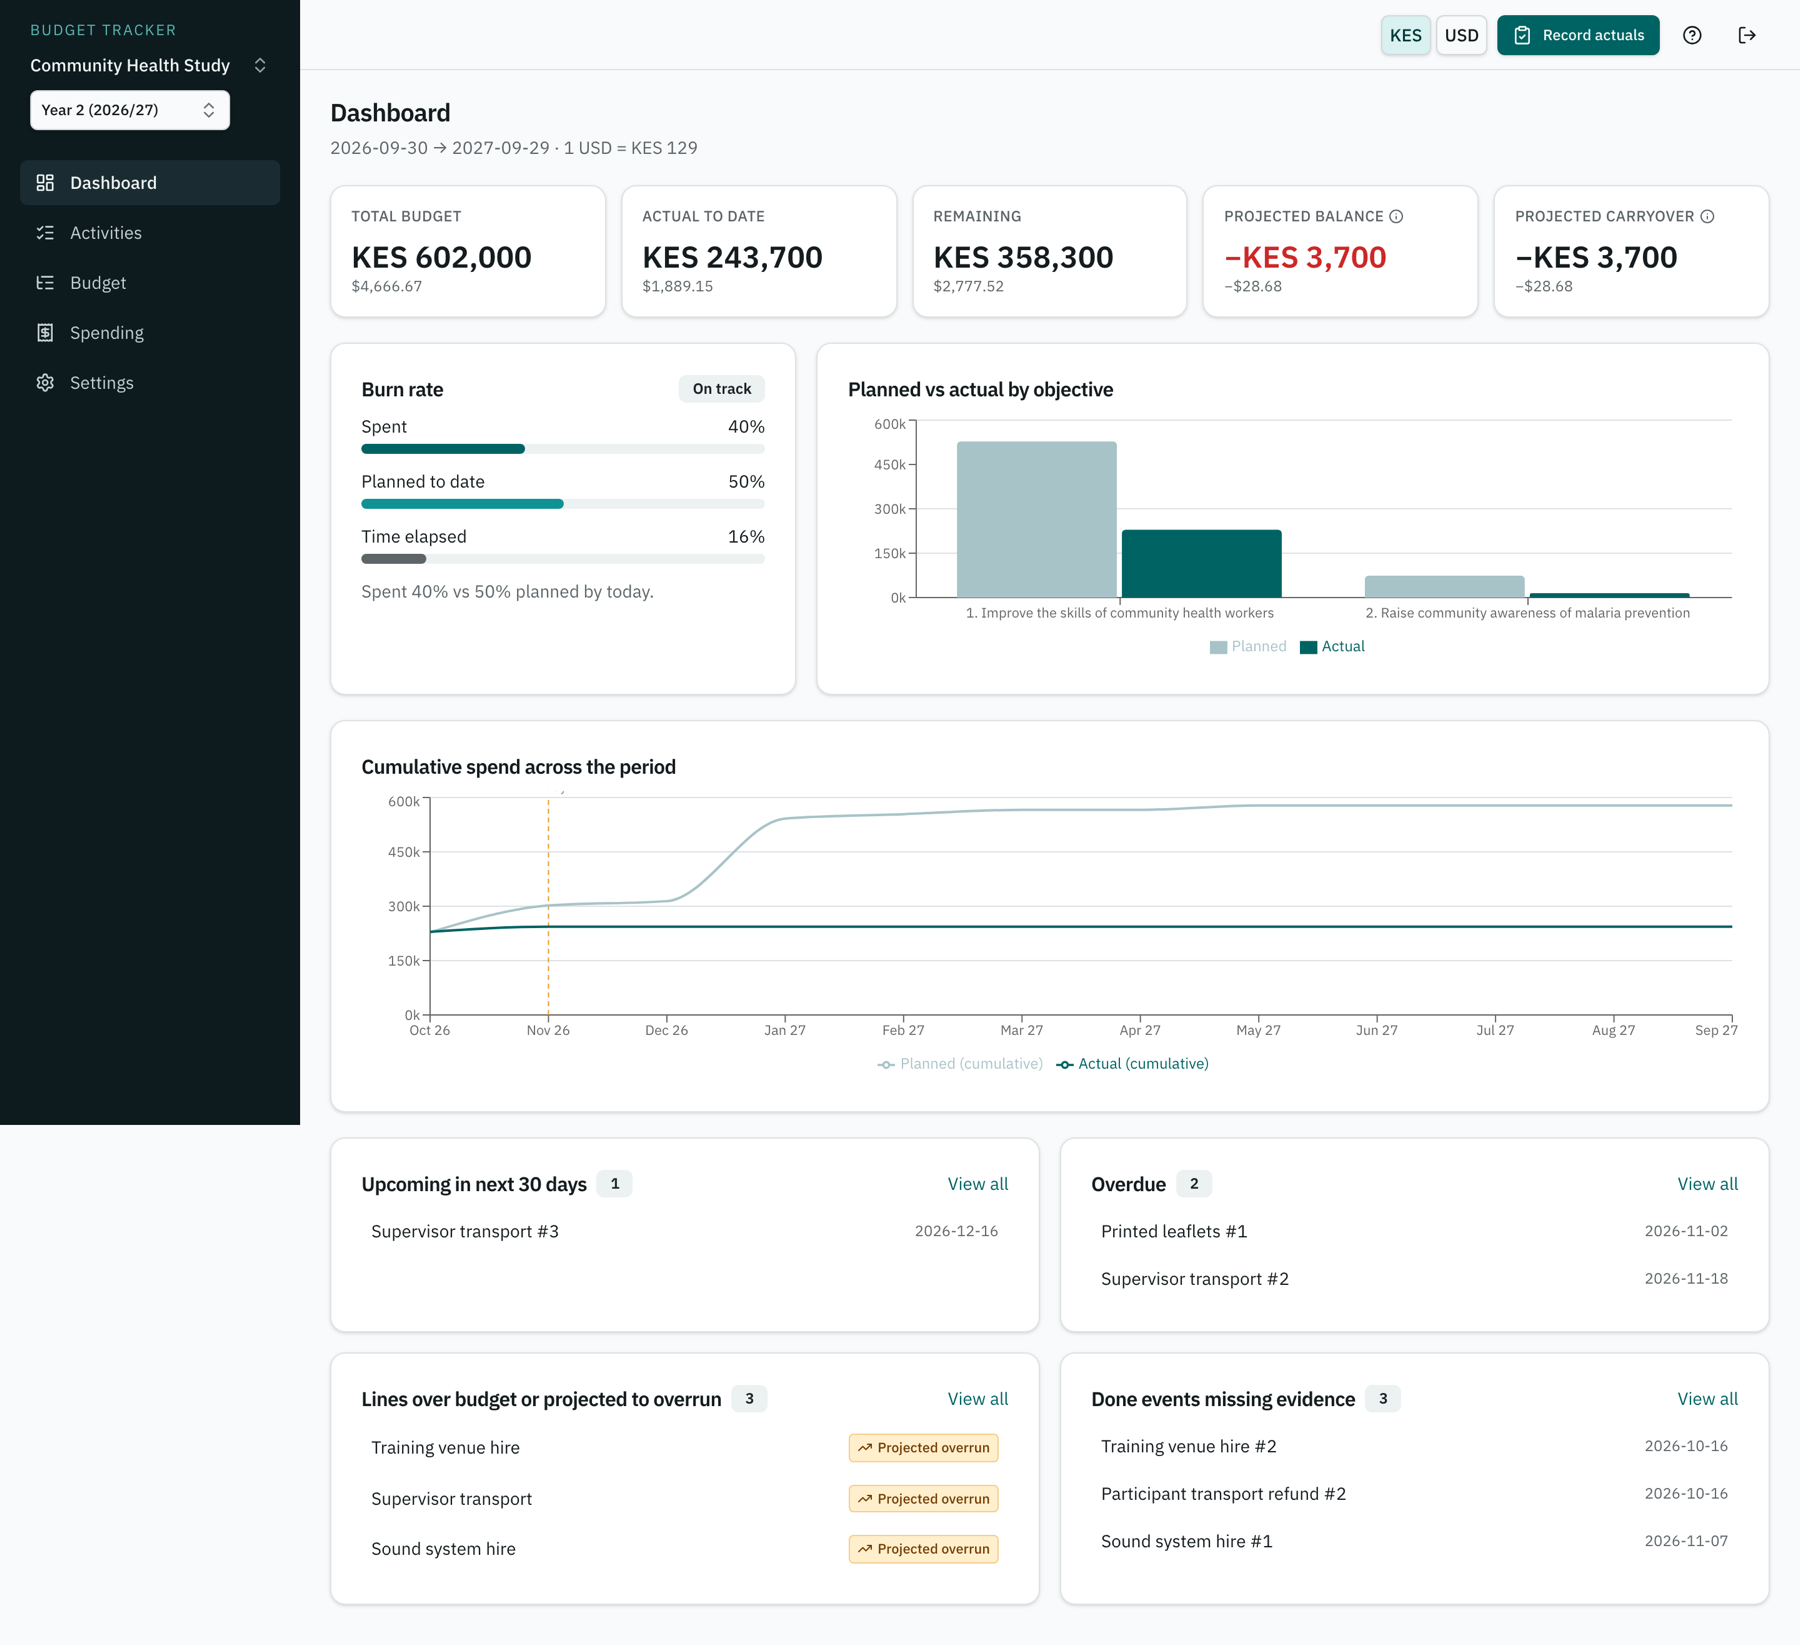 BUDGET TRACKER
Community Health Study
Year 2 (2026/27)
Dashboard
Activities
Budget
Spending
Settings
KES USD Record actuals
Dashboard
2026-09-30 → 2027-09-29 · 1 USD = KES 129
TOTAL BUDGET
KES 602,000
$4,666.67
ACTUAL TO DATE
KES 243,700
$1,889.15
REMAINING
KES 358,300
$2,777.52
PROJECTED BALANCE
−KES 3,700
−$28.68
PROJECTED CARRYOVER
−KES 3,700
−$28.68
Burn rate On track
Spent 40%
Planned to date 50%
Time elapsed 16%
Spent 40% vs 50% planned by today.
Planned vs actual by objective
600k
450k
300k
150k
0k
1. Improve the skills of community health workers 2. Raise community awareness of malaria prevention
Planned Actual
Cumulative spend across the period
600k
450k
300k
150k
0k
Oct 26 Nov 26 Dec 26 Jan 27 Feb 27 Mar 27 Apr 27 May 27 Jun 27 Jul 27 Aug 27 Sep 27
Planned (cumulative) Actual (cumulative)
Upcoming in next 30 days 1 View all
Supervisor transport #3 2026-12-16
Overdue 2 View all
Printed leaflets #1 2026-11-02
Supervisor transport #2 2026-11-18
Lines over budget or projected to overrun 3 View all
Training venue hire Projected overrun
Supervisor transport Projected overrun
Sound system hire Projected overrun
Done events missing evidence 3 View all
Training venue hire #2 2026-10-16
Participant transport refund #2 2026-10-16
Sound system hire #1 2026-11-07